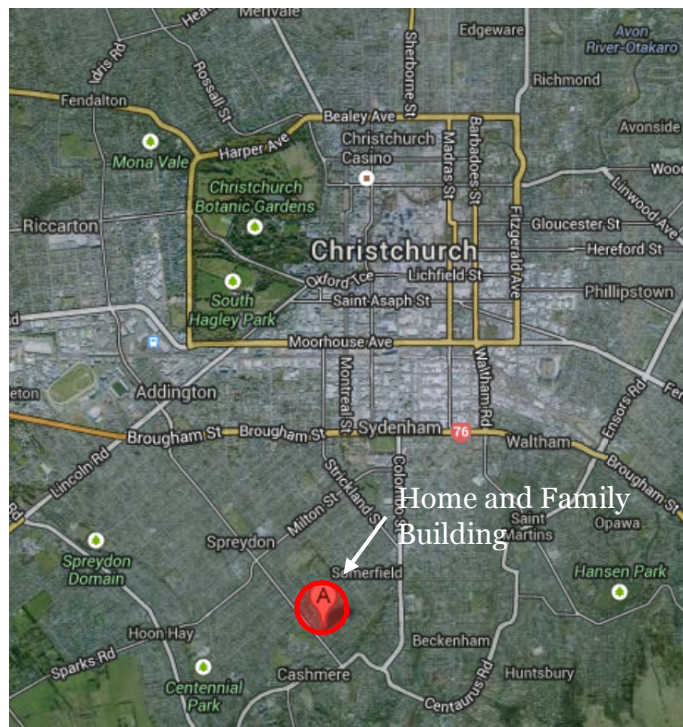 Merivale
Edgeware
Avon
River-Otakaro
Rossall St
Sherborne St
Richmond
Fendalton
Bealey Ave
Avonside
Harper Ave
Christchurch
Casino
Madras St
Barbadoes St
Mona Vale
Christchurch
Botanic Gardens
Linwood Ave
Riccarton
Fitzgerald Ave
Gloucester St
Christchurch
Hereford St
Oxford Tce
Lichfield St
South
Hagley Park
Saint Asaph St
Phillipstown
Moorhouse Ave
Montreal St
Waltham Rd
Ensors Rd
Addington
Brougham St
Brougham St
Sydenham
76
Waltham
Lincoln Rd
Strickland St
Brougham St
Milton St
Home and Family
Building
Saint
Martins
Opawa
Spreydon
Spreydon
Domain
Somerfield
Hansen Park
A
Hoon Hay
Beckenham
Sparks Rd
Cashmere
Huntsbury
Centennial
Park
Centaurus Rd